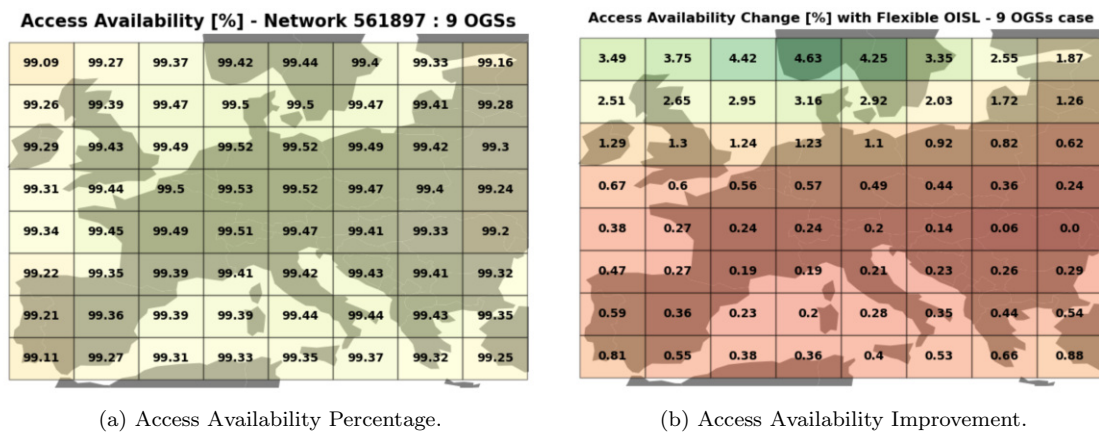 Access Availability [%] - Network 561897 : 9 OGSs
99.09 99.27 99.37 99.42 99.44 99.4 99.33 99.16
99.26 99.39 99.47 99.5 99.5 99.47 99.41 99.28
99.29 99.43 99.49 99.52 99.52 99.49 99.42 99.3
99.31 99.44 99.5 99.53 99.52 99.47 99.4 99.24
99.34 99.45 99.49 99.51 99.47 99.41 99.33 99.2
99.22 99.35 99.39 99.41 99.42 99.43 99.41 99.32
99.21 99.36 99.39 99.39 99.44 99.44 99.43 99.35
99.11 99.27 99.31 99.33 99.35 99.37 99.32 99.25
(a) Access Availability Percentage.
Access Availability Change [%] with Flexible OISL - 9 OGSs case
3.49 3.75 4.42 4.63 4.25 3.35 2.55 1.87
2.51 2.65 2.95 3.16 2.92 2.03 1.72 1.26
1.29 1.3 1.24 1.23 1.1 0.92 0.82 0.62
0.67 0.6 0.56 0.57 0.49 0.44 0.36 0.24
0.38 0.27 0.24 0.24 0.2 0.14 0.06 0.0
0.47 0.27 0.19 0.19 0.21 0.23 0.26 0.29
0.59 0.36 0.23 0.2 0.28 0.35 0.44 0.54
0.81 0.55 0.38 0.36 0.4 0.53 0.66 0.88
(b) Access Availability Improvement.